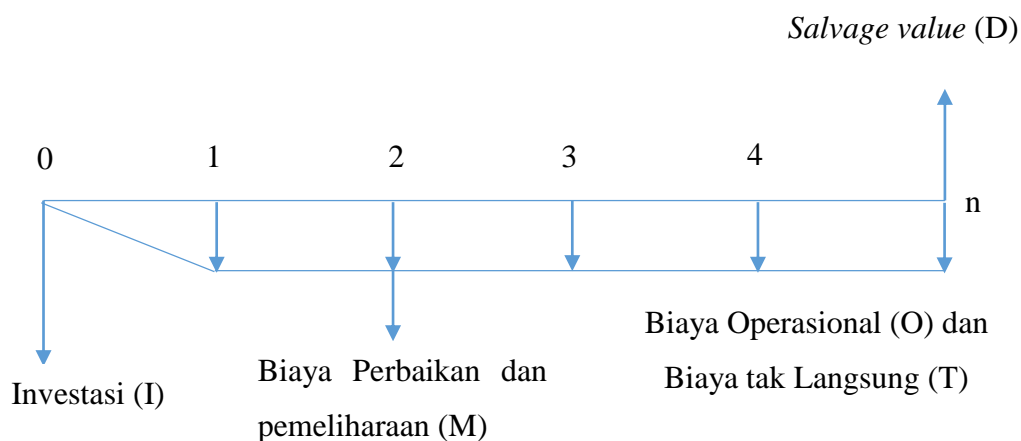 Salvage value (D)
0
1
2
3
4
n
Biaya Operasional (O) dan
Biaya tak Langsung (T)
Biaya Perbaikan dan
pemeliharaan (M)
Investasi (I)